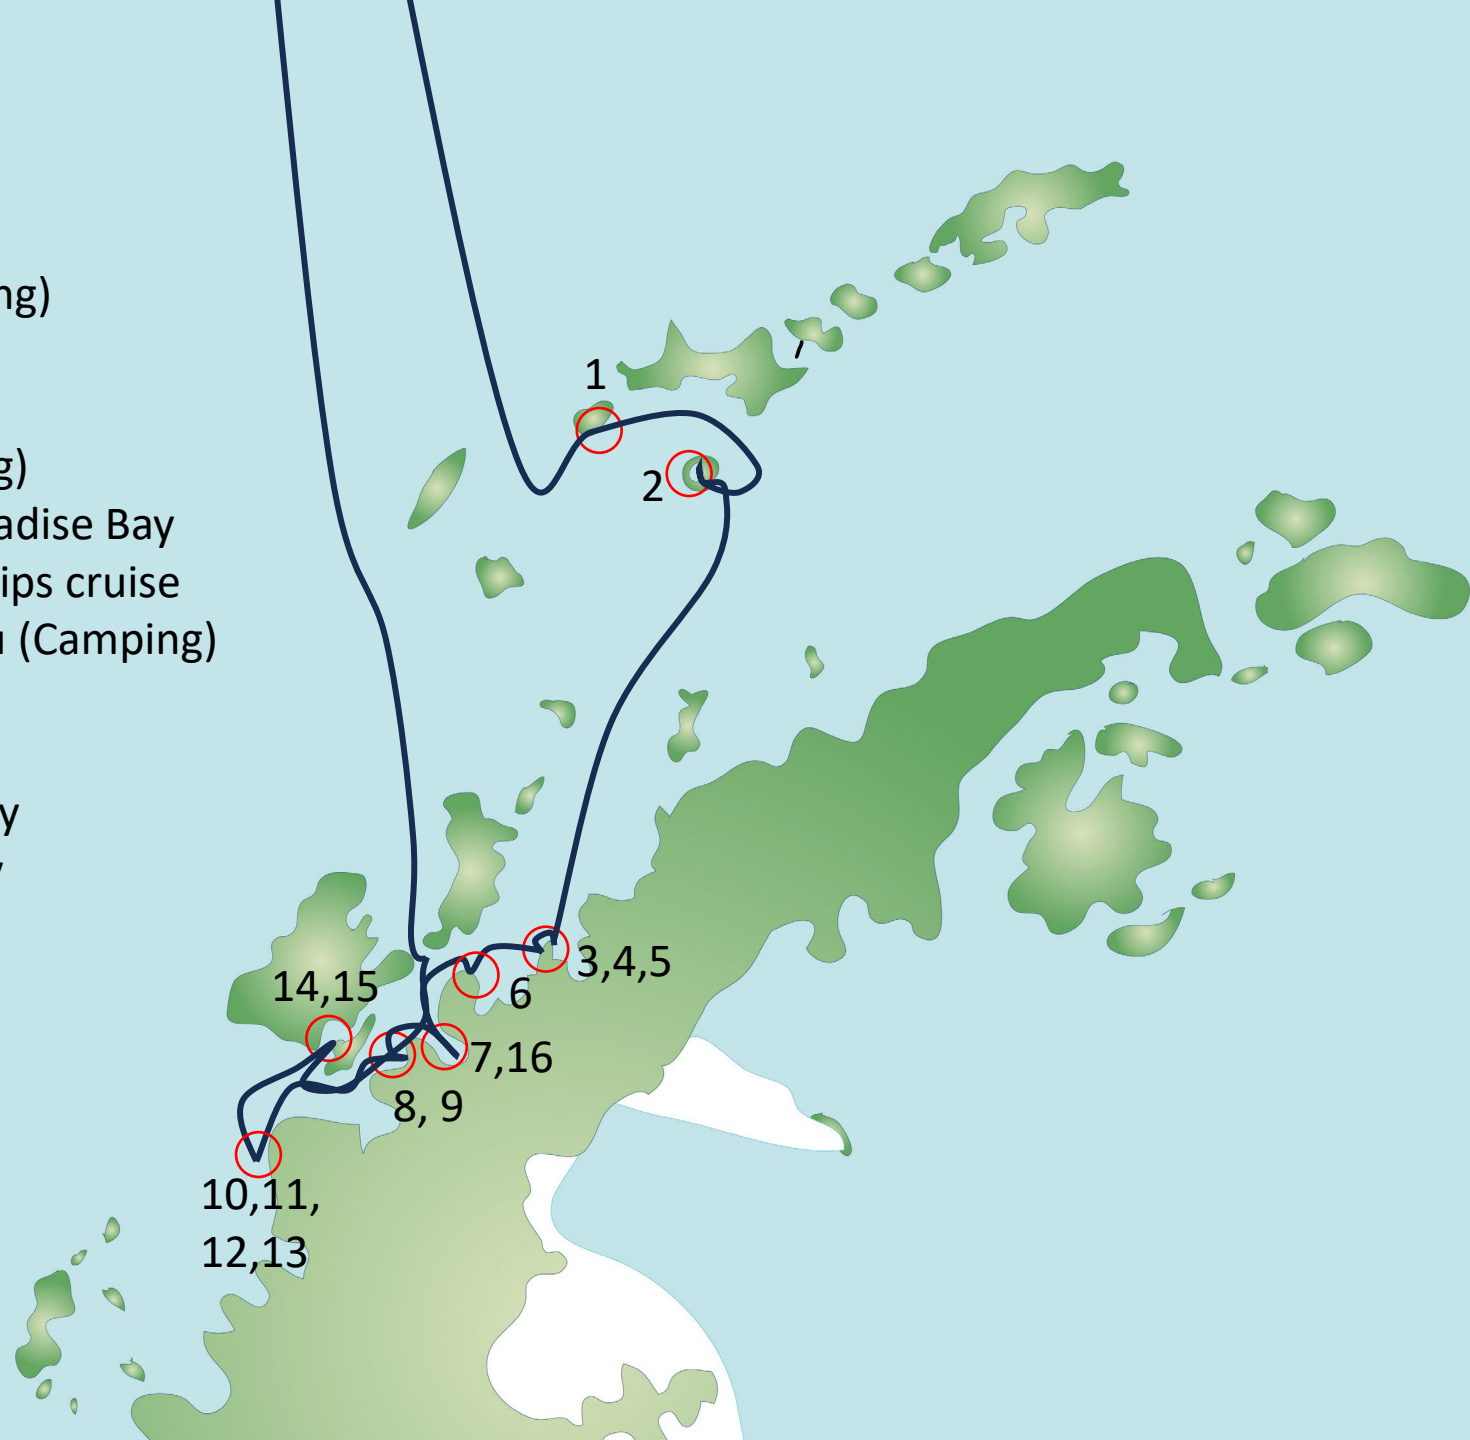 ng)
g)
adise Bay
ips cruise
(Camping)
y
1
2
3,4,5
6
14,15
7,16
8, 9
10,11,
12,13